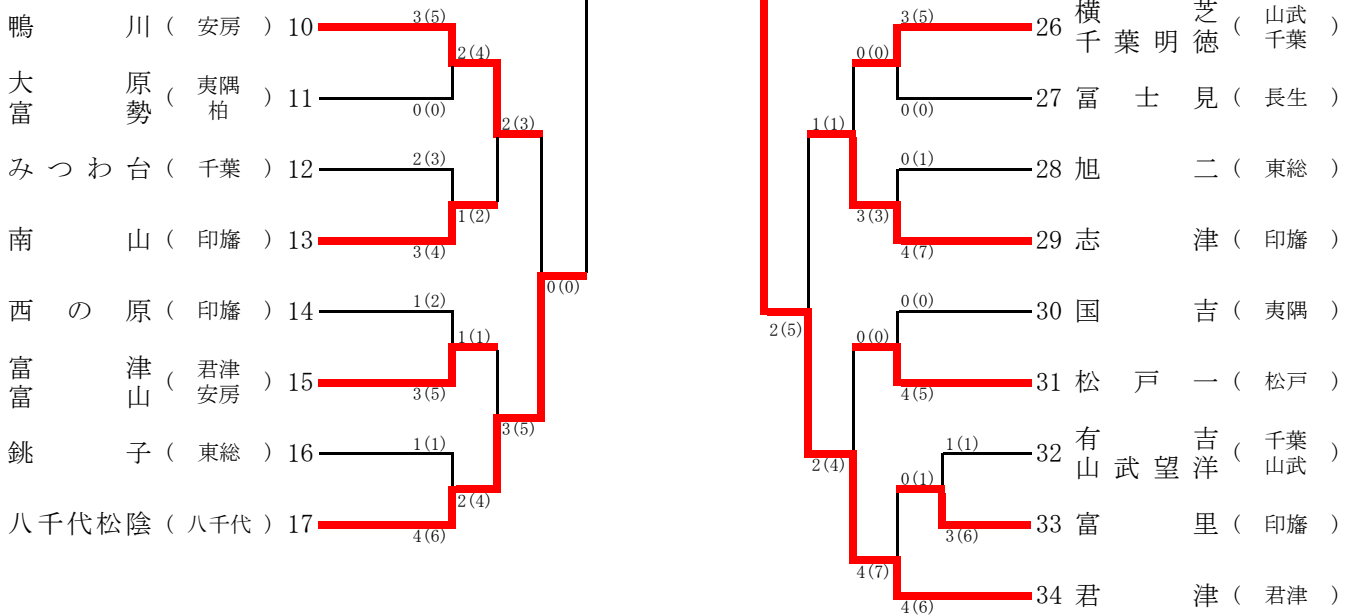 鴨川 ( 安房 ) 10
3(5)
2(4)
大原 富勢 ( 夷隅 柏 ) 11
0(0)
2(3)
みつわ台 ( 千葉 ) 12
2(3)
1(2)
南山 ( 印旛 ) 13
3(4)
0(0)
西の原 ( 印旛 ) 14
1(2)
1(1)
富津 富山 ( 君津 安房 ) 15
3(5)
3(5)
銚子 ( 東総 ) 16
1(1)
2(4)
八千代松陰 ( 八千代 ) 17
4(6)
3(5)
26 横芝 千葉明徳 ( 山武 千葉 )
0(0)
0(0)
27 冨士見 ( 長生 )
1(1)
0(1)
28 旭二 ( 東総 )
3(3)
4(7)
29 志津 ( 印旛 )
2(5)
0(0)
30 国吉 ( 夷隅 )
0(0)
4(5)
31 松戸一 ( 松戸 )
2(4)
1(1)
32 有吉 山武望洋 ( 千葉 山武 )
0(1)
3(6)
33 富里 ( 印旛 )
4(7)
4(6)
34 君津 ( 君津 )